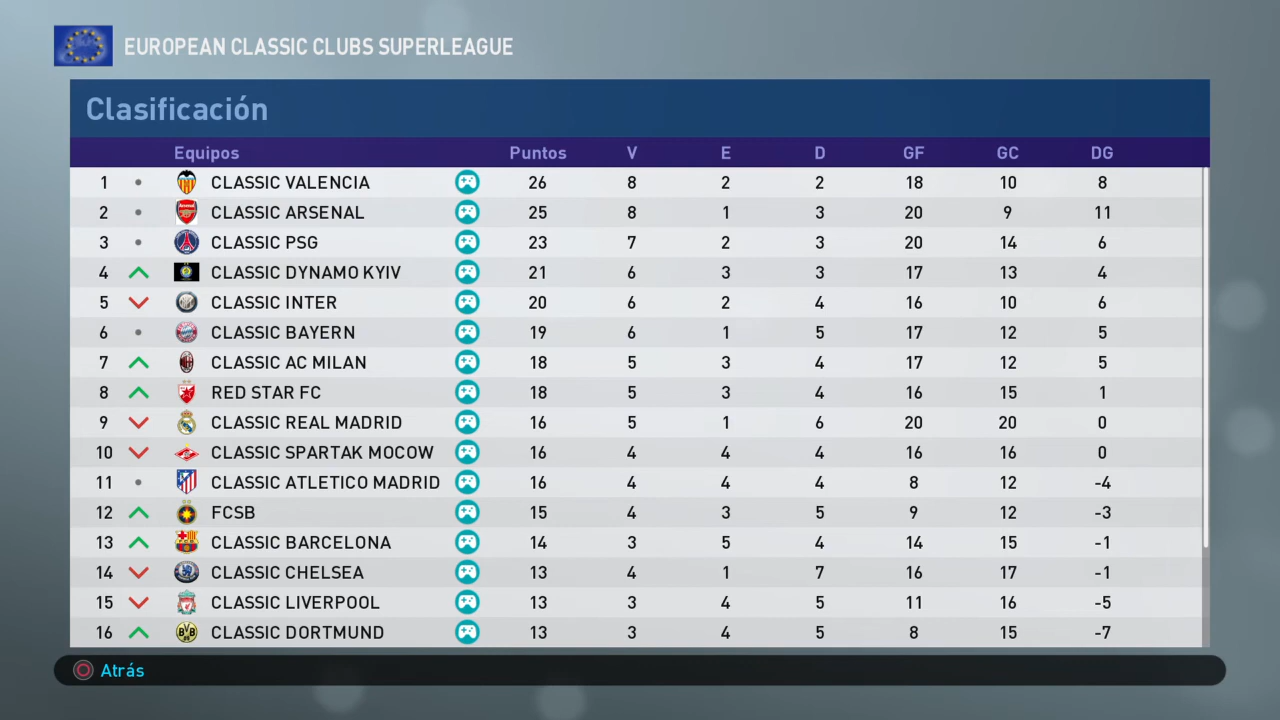 EUROPEAN CLASSIC CLUBS SUPERLEAGUE
Clasificación
Equipos Puntos V E D GF GC DG
1 CLASSIC VALENCIA 26 8 2 2 18 10 8
2 CLASSIC ARSENAL 25 8 1 3 20 9 11
3 CLASSIC PSG 23 7 2 3 20 14 6
4 CLASSIC DYNAMO KYIV 21 6 3 3 17 13 4
5 CLASSIC INTER 20 6 2 4 16 10 6
6 CLASSIC BAYERN 19 6 1 5 17 12 5
7 CLASSIC AC MILAN 18 5 3 4 17 12 5
8 RED STAR FC 18 5 3 4 16 15 1
9 CLASSIC REAL MADRID 16 5 1 6 20 20 0
10 CLASSIC SPARTAK MOCOW 16 4 4 4 16 16 0
11 CLASSIC ATLETICO MADRID 16 4 4 4 8 12 -4
12 FCSB 15 4 3 5 9 12 -3
13 CLASSIC BARCELONA 14 3 5 4 14 15 -1
14 CLASSIC CHELSEA 13 4 1 7 16 17 -1
15 CLASSIC LIVERPOOL 13 3 4 5 11 16 -5
16 CLASSIC DORTMUND 13 3 4 5 8 15 -7
Atrás